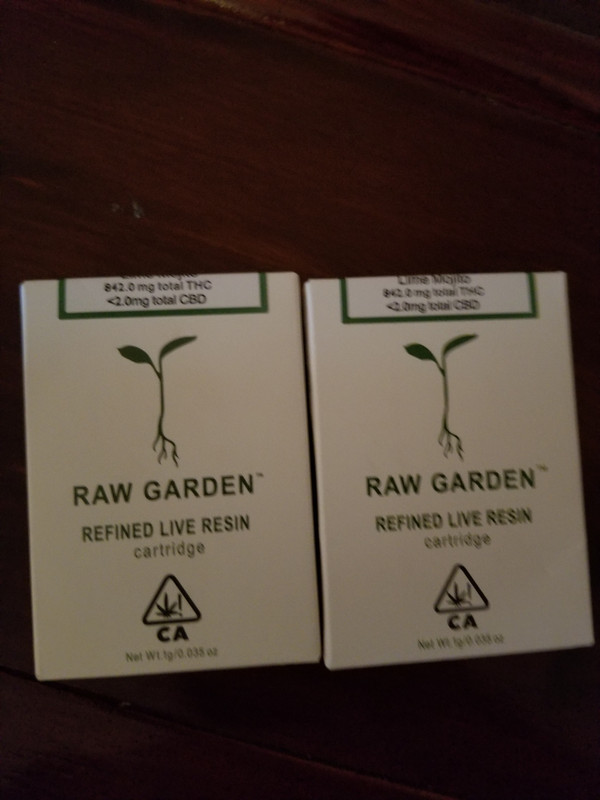 Lime Mojito
842.0 mg total THC
<2.0mg total CBD
RAW GARDEN™
REFINED LIVE RESIN
cartridge
CA
Net Wt.1g/0.035 oz
Lime Mojito
842.0 mg total THC
<2.0mg total CBD
RAW GARDEN™
REFINED LIVE RESIN
cartridge
CA
Net Wt.1g/0.035 oz